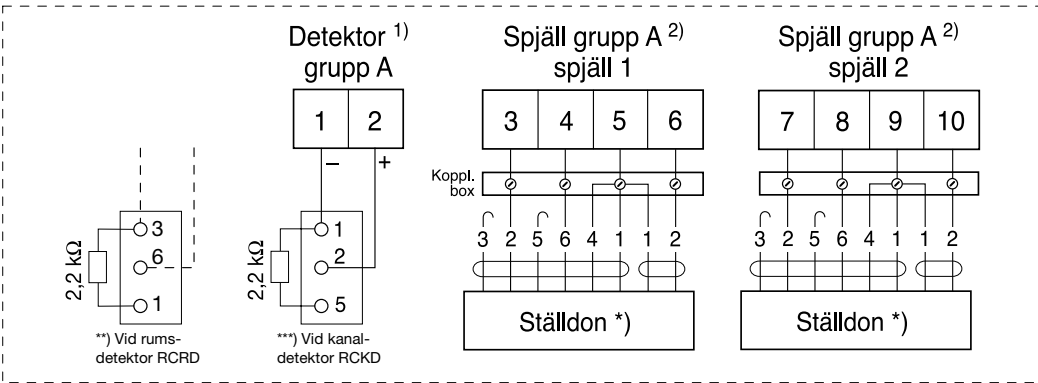 Detektor 1)
grupp A
1 2
– +
3
6
1
2,2 kΩ
**) Vid rums-
detektor RCRD
1
2
5
2,2 kΩ
***) Vid kanal-
detektor RCKD
Spjäll grupp A 2)
spjäll 1
3 4 5 6
Koppl.
box
3 2 5 6 4 1 1 2
Ställdon *)
Spjäll grupp A 2)
spjäll 2
7 8 9 10
3 2 5 6 4 1 1 2
Ställdon *)